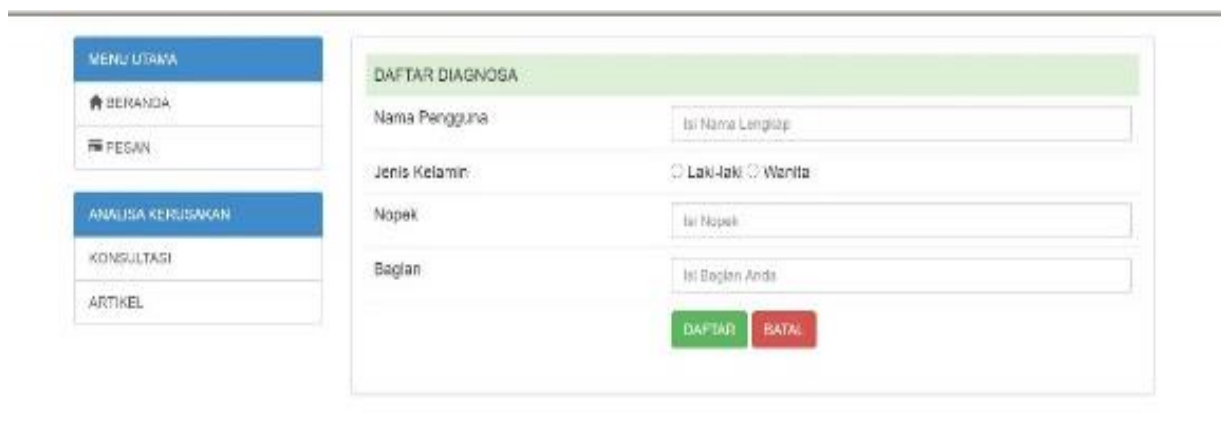 MENU UTAMA
BERANDA
PESAN
ANALISA KERUSAKAN
KONSULTASI
ARTIKEL
DAFTAR DIAGNOSA
Nama Pengguna
Isi Nama Lengkap
Jenis Kelamin
Laki-laki Wanita
Nopek
Isi Nopek
Bagian
Isi Bagian Anda
DAFTAR BATAL